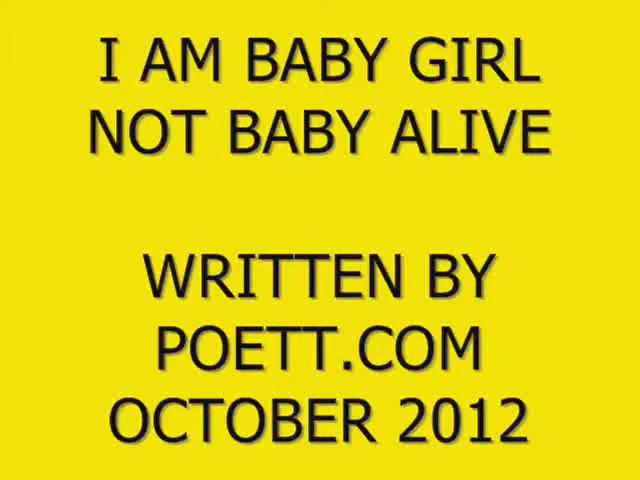 I AM BABY GIRL
NOT BABY ALIVE
WRITTEN BY
POETT.COM
OCTOBER 2012